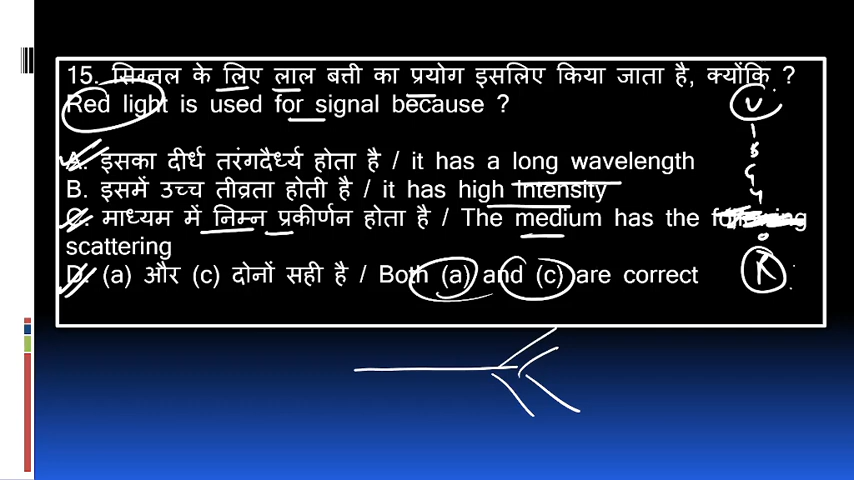 15. सिग्नल के लिए लाल बत्ती का प्रयोग इसलिए किया जाता है, क्योंकि ?
Red light is used for signal because ?
A. इसका दीर्ध तरंगदैर्ध्य होता है / it has a long wavelength
B. इसमें उच्च तीव्रता होती है / it has high intensity
C. माध्यम में निम्न प्रकीर्णन होता है / The medium has the following
scattering
D. (a) और (c) दोनों सही है / Both (a) and (c) are correct
V
I
B
G
Y
O
R